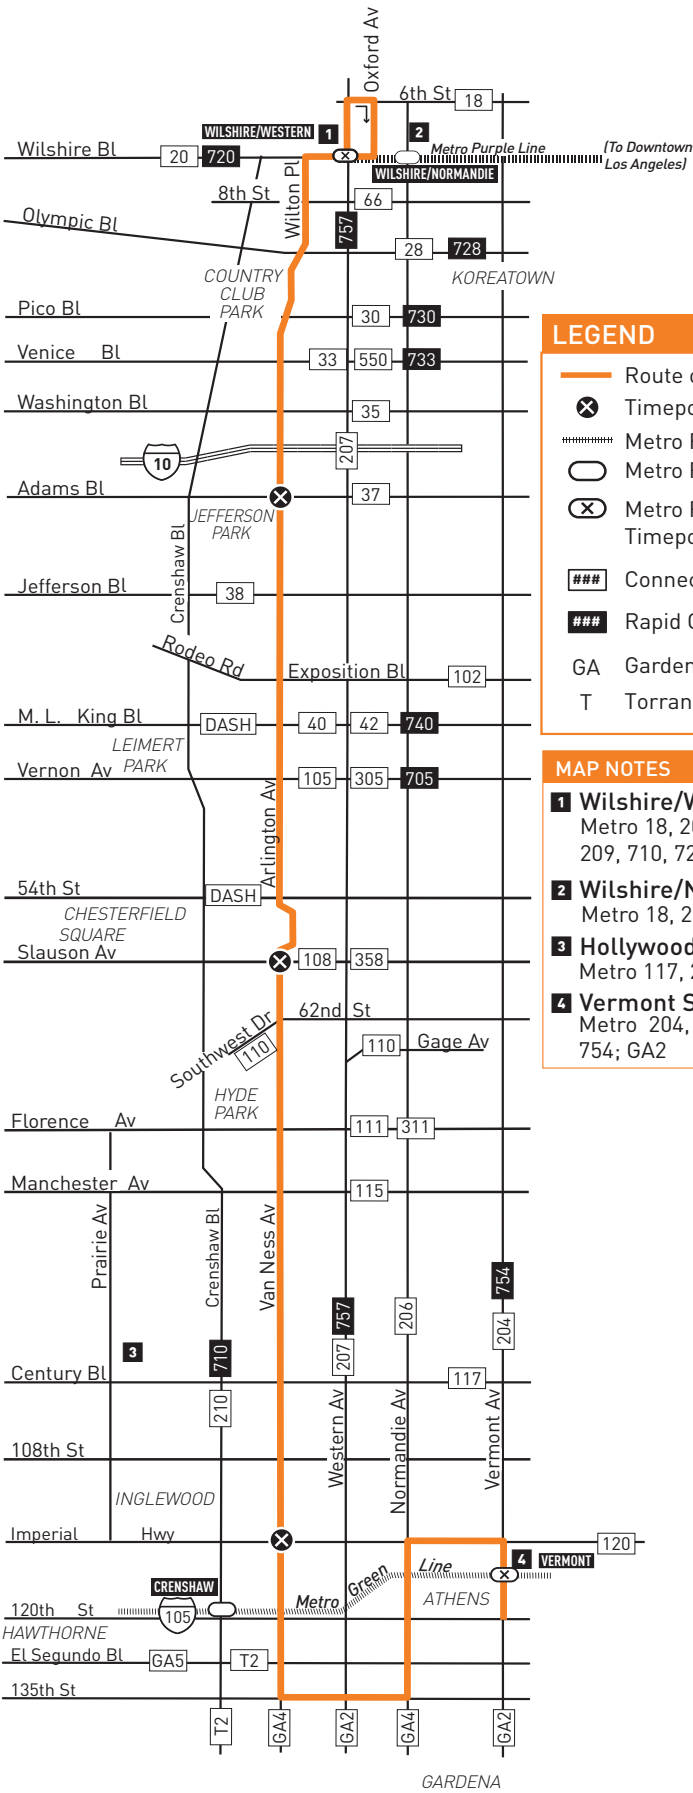 Oxford Av
6th St 18
WILSHIRE/WESTERN 1 2
Wilshire Bl 20 720 Metro Purple Line (To Downtown
Los Angeles)
WILSHIRE/NORMANDIE
Wilton Pl
8th St 66
757
Olympic Bl 28 728
COUNTRY
CLUB
PARK
KOREATOWN
Pico Bl 30 730
Venice Bl 33 550 733
Washington Bl 35
207
10
Adams Bl 37
JEFFERSON
PARK
Crenshaw Bl
Jefferson Bl 38
Rodeo Rd Exposition Bl 102
M. L. King Bl DASH 40 42 740
LEIMERT
PARK
Vernon Av 105 305 705
Arlington Av
54th St DASH
CHESTERFIELD
SQUARE
Slauson Av 108 358
62nd St
Southwest Dr 110
110 Gage Av
HYDE
PARK
Florence Av 111 311
Manchester Av 115
Prairie Av
Crenshaw Bl
Van Ness Av
754
757 206 204
3 710 207
Century Bl 117
210
Western Av
Normandie Av
Vermont Av
108th St
INGLEWOOD
Imperial Hwy 120
4 VERMONT
Metro Green Line
CRENSHAW
ATHENS
120th St 105
HAWTHORNE
El Segundo Bl GA5 T2
135th St
T2 GA4 GA2 GA4 GA2
GARDENA
LEGEND
Route
Metro
Metro
Metro
### Connec
### Rapid
GA Garden
T Torran
MAP NOTES
1 Wilshire/W
Metro 18, 20
209, 710, 72
2 Wilshire/N
Metro 18, 2
3 Hollywood
Metro 117, 2
4 Vermont S
Metro 204,
754; GA2